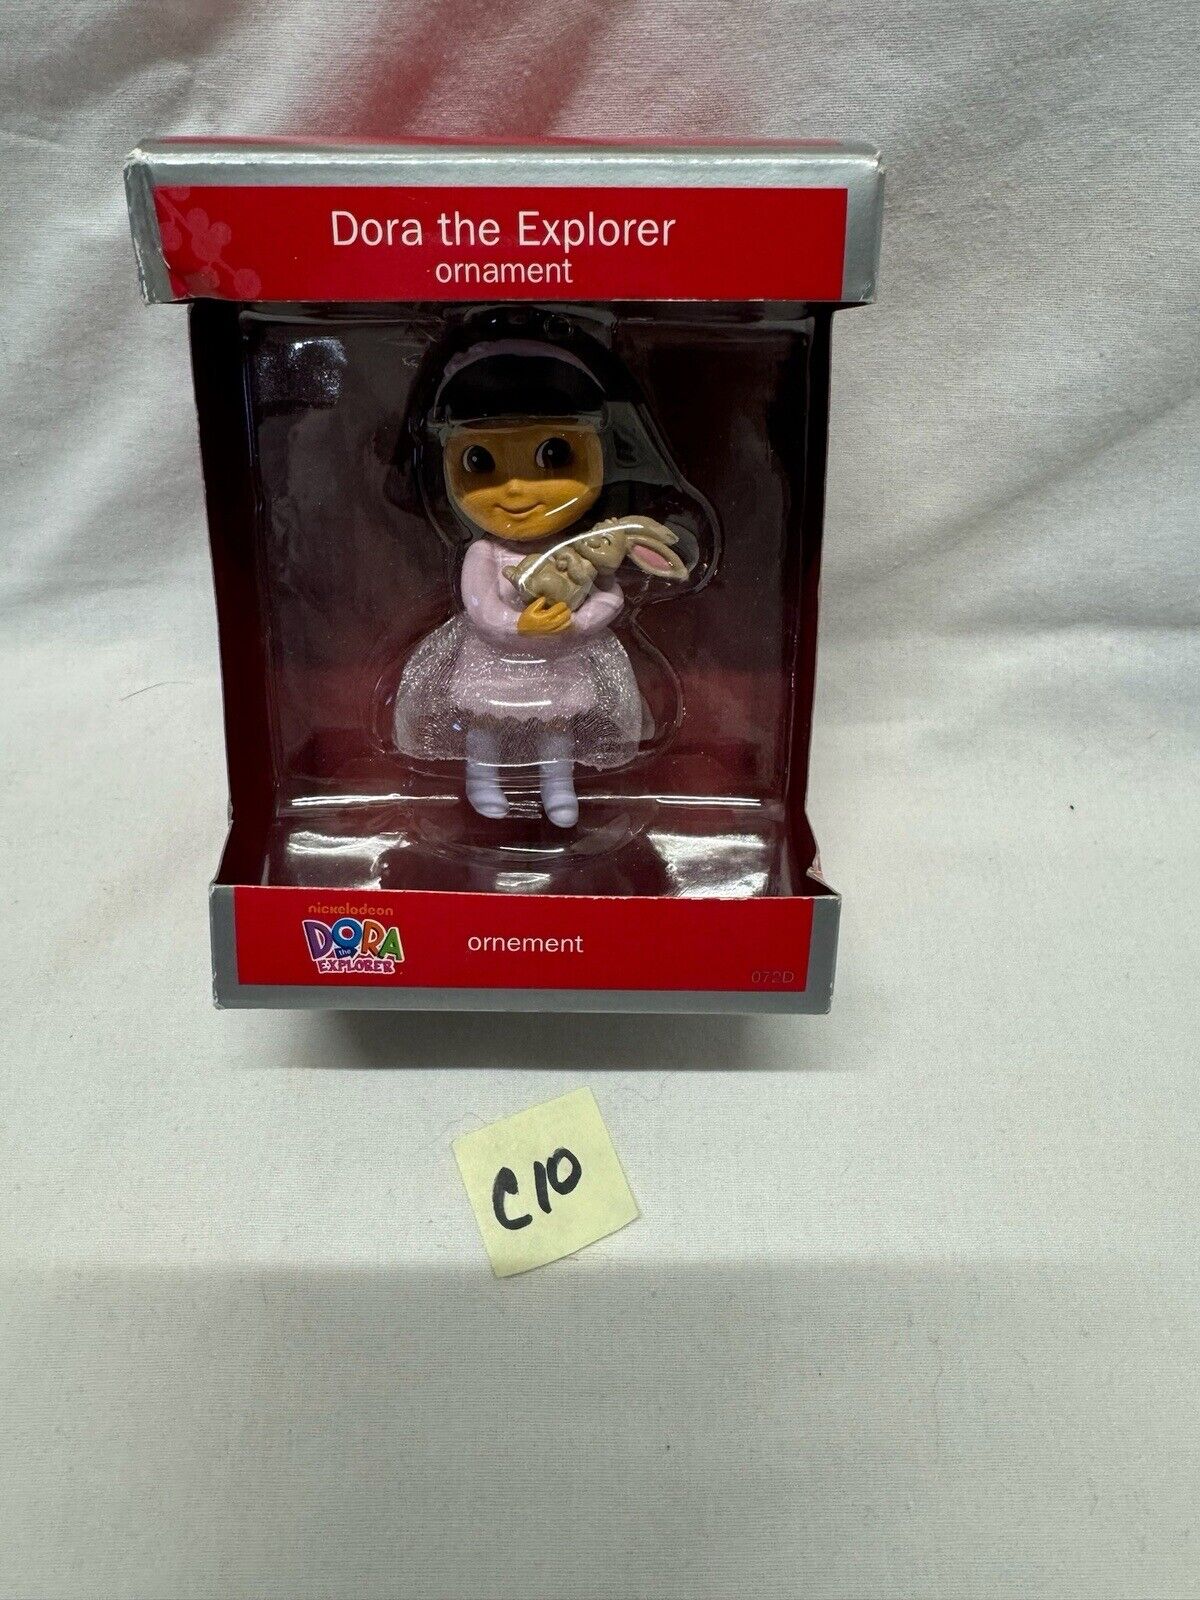 Dora the Explorer
ornament
nickelodeon
DORA
the
EXPLORER
ornement
072D
C10